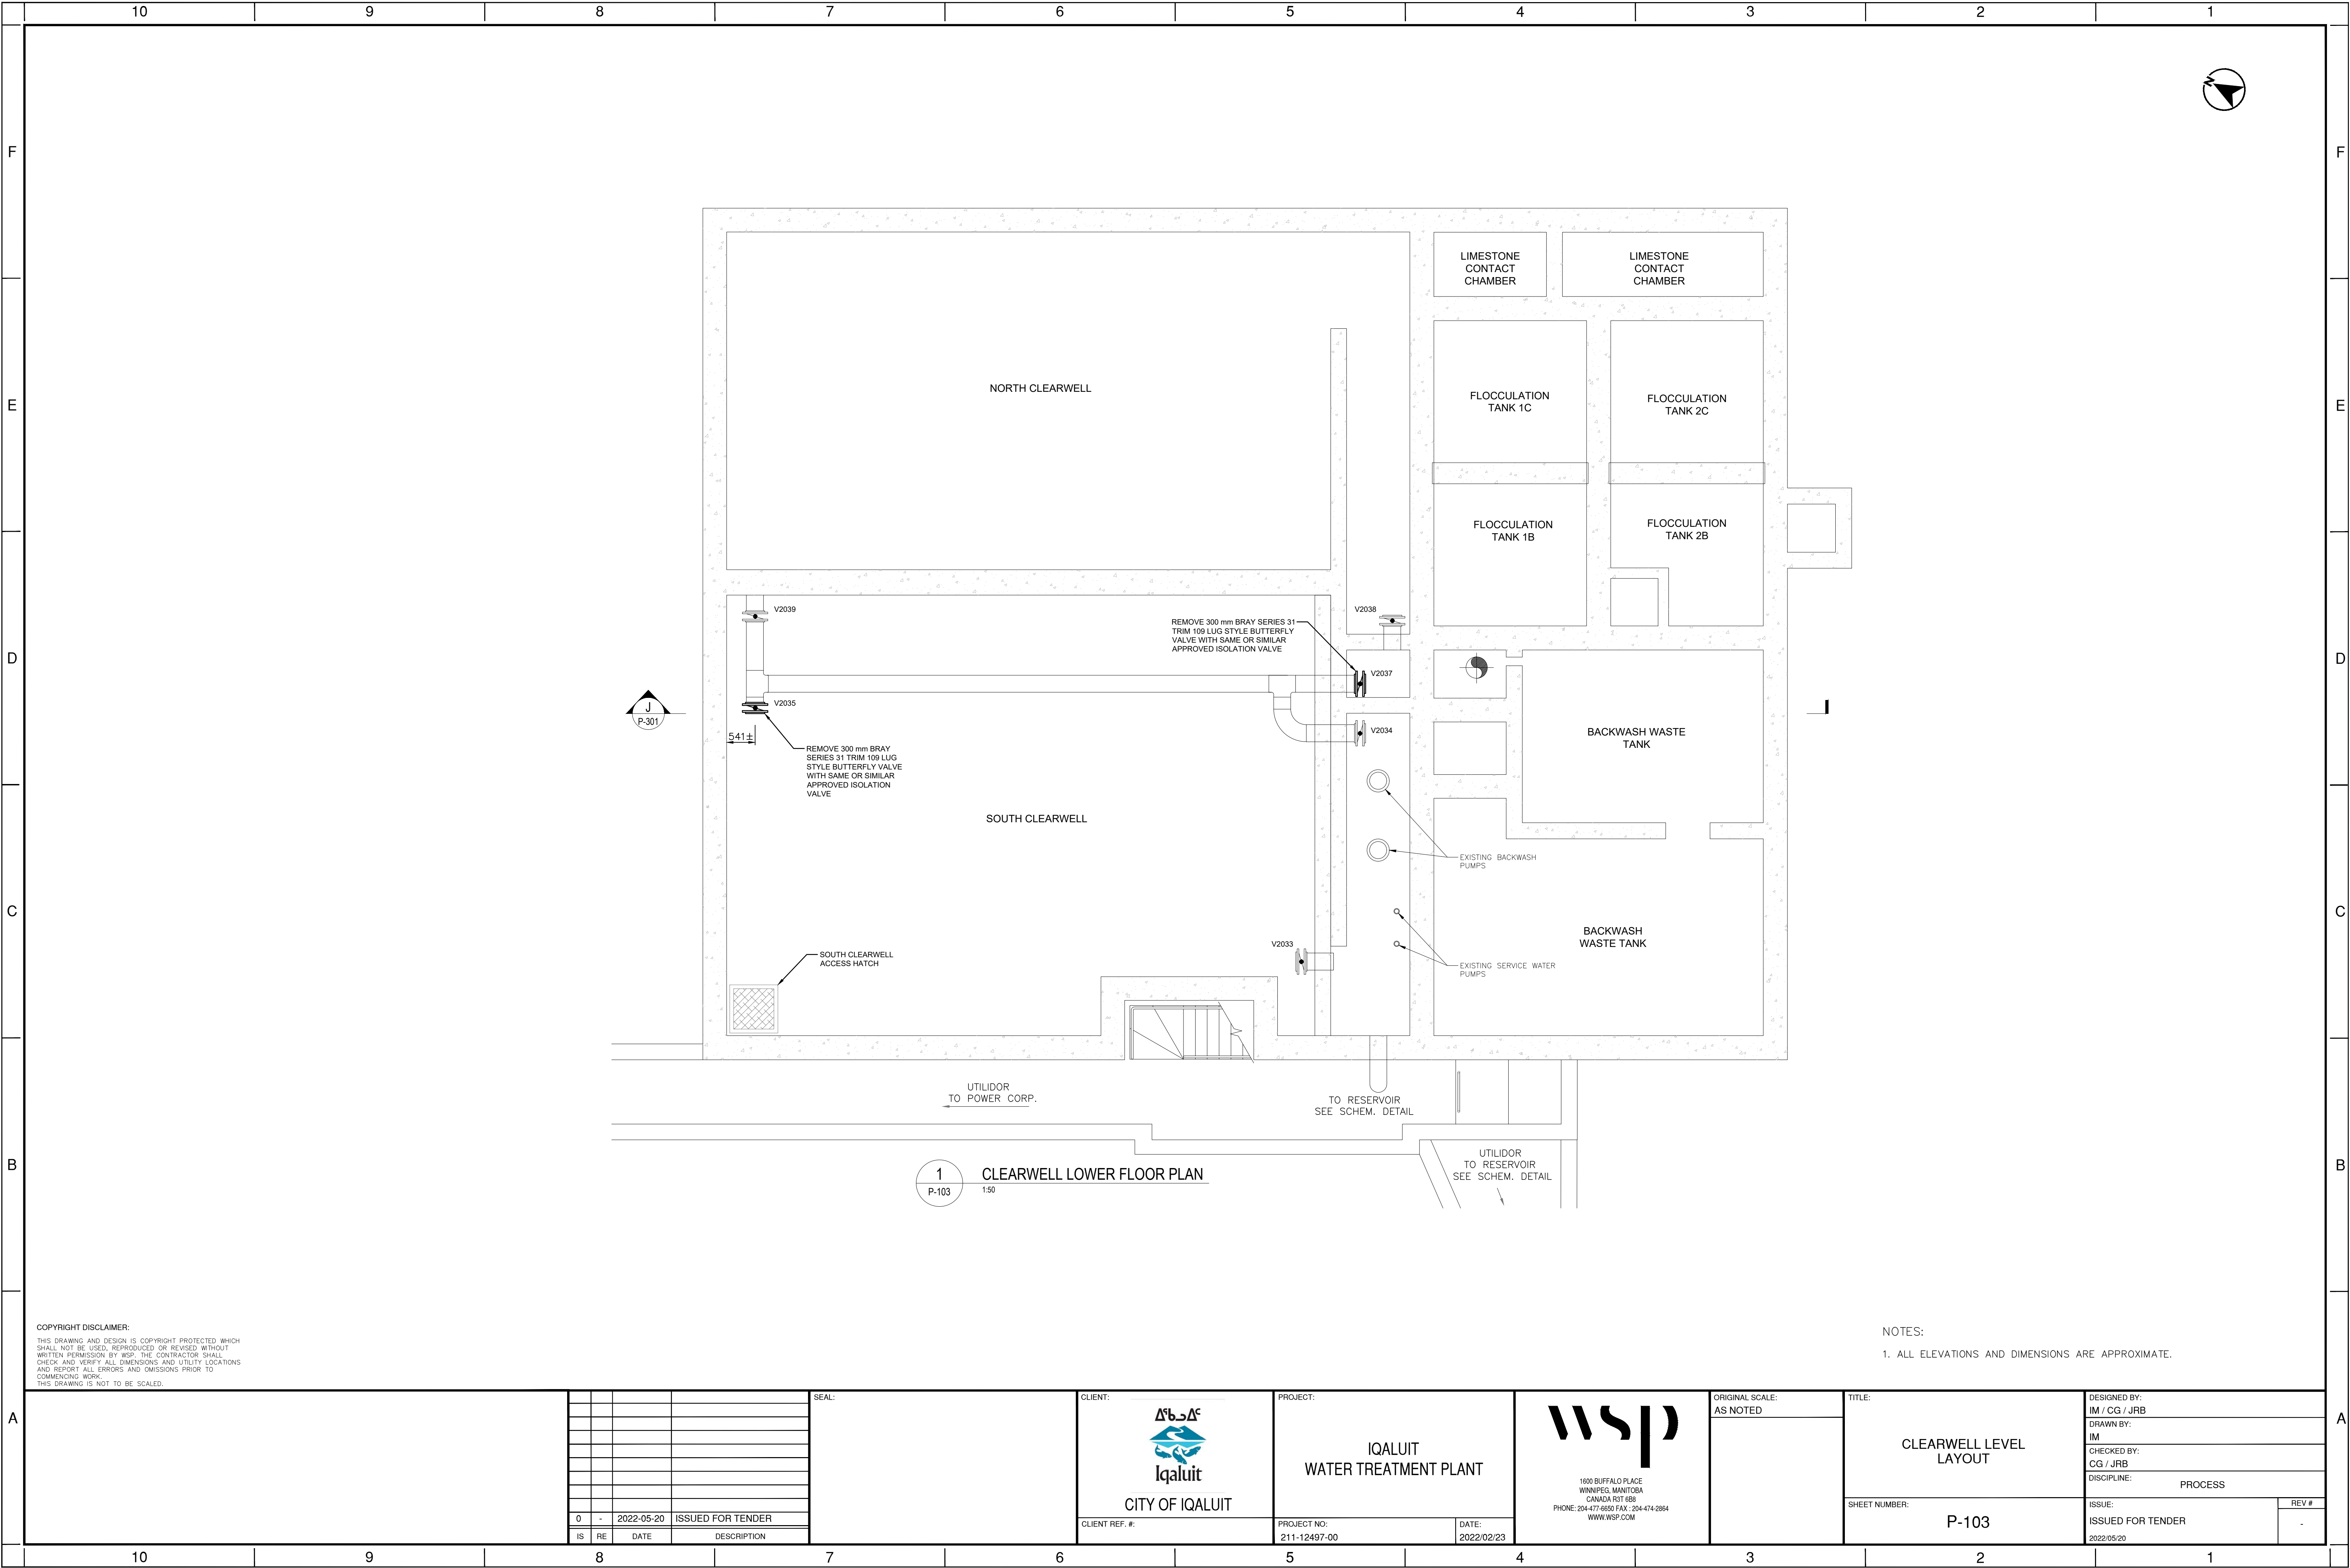 10 9 8 7 6 5 4 3 2 1
F
F
E
E
D
D
C
C
B
B
A
A
N
NORTH CLEARWELL
LIMESTONE
CONTACT
CHAMBER
LIMESTONE
CONTACT
CHAMBER
FLOCCULATION
TANK 1C
FLOCCULATION
TANK 2C
FLOCCULATION
TANK 1B
FLOCCULATION
TANK 2B
V2039
V2038
REMOVE 300 mm BRAY SERIES 31
TRIM 109 LUG STYLE BUTTERFLY
VALVE WITH SAME OR SIMILAR
APPROVED ISOLATION VALVE
V2037
J
P-301
V2035
V2034
541±
REMOVE 300 mm BRAY
SERIES 31 TRIM 109 LUG
STYLE BUTTERFLY VALVE
WITH SAME OR SIMILAR
APPROVED ISOLATION
VALVE
BACKWASH WASTE
TANK
SOUTH CLEARWELL
EXISTING BACKWASH
PUMPS
BACKWASH
WASTE TANK
V2033
SOUTH CLEARWELL
ACCESS HATCH
EXISTING SERVICE WATER
PUMPS
UTILIDOR
TO POWER CORP.
TO RESERVOIR
SEE SCHEM. DETAIL
UTILIDOR
TO RESERVOIR
SEE SCHEM. DETAIL
1
P-103
CLEARWELL LOWER FLOOR PLAN
1:50
COPYRIGHT DISCLAIMER:
THIS DRAWING AND DESIGN IS COPYRIGHT PROTECTED WHICH
SHALL NOT BE USED, REPRODUCED OR REVISED WITHOUT
WRITTEN PERMISSION BY WSP. THE CONTRACTOR SHALL
CHECK AND VERIFY ALL DIMENSIONS AND UTILITY LOCATIONS
AND REPORT ALL ERRORS AND OMISSIONS PRIOR TO
COMMENCING WORK.
THIS DRAWING IS NOT TO BE SCALED.
NOTES:
1. ALL ELEVATIONS AND DIMENSIONS ARE APPROXIMATE.
0 - 2022-05-20 ISSUED FOR TENDER
IS RE DATE DESCRIPTION
SEAL:
CLIENT:
ᐃᖃᓗᐃᑦ
Iqaluit
CITY OF IQALUIT
CLIENT REF. #:
PROJECT:
IQALUIT
WATER TREATMENT PLANT
PROJECT NO:
211-12497-00
DATE:
2022/02/23
wsp
1600 BUFFALO PLACE
WINNIPEG, MANITOBA
CANADA R3T 6B8
PHONE: 204-477-6650 FAX : 204-474-2864
WWW.WSP.COM
ORIGINAL SCALE:
AS NOTED
TITLE:
CLEARWELL LEVEL
LAYOUT
SHEET NUMBER:
P-103
DESIGNED BY:
IM / CG / JRB
DRAWN BY:
IM
CHECKED BY:
CG / JRB
DISCIPLINE:
PROCESS
ISSUE:
ISSUED FOR TENDER
2022/05/20
REV #
-
10 9 8 7 6 5 4 3 2 1